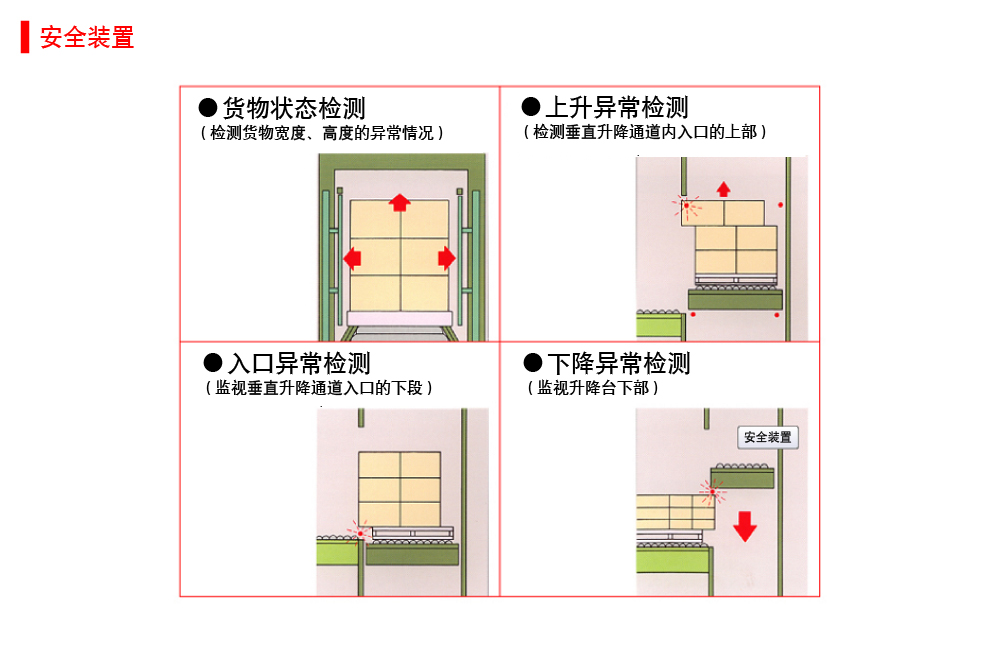 安全装置
●货物状态检测
（检测货物宽度、高度的异常情况）
●上升异常检测
（检测垂直升降通道内入口的上部）
●入口异常检测
（监视垂直升降通道入口的下段）
●下降异常检测
（监视升降台下部）
安全装置